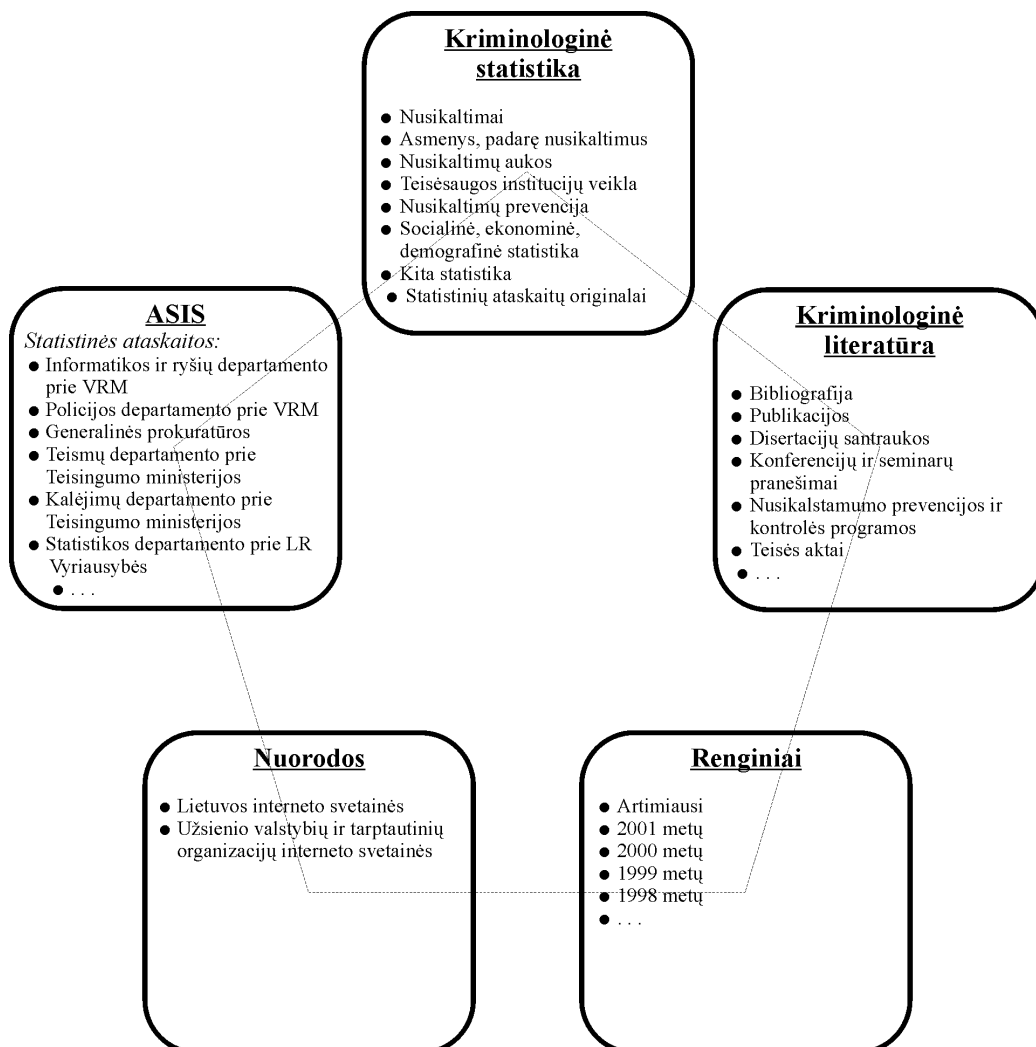 Kriminologinė
statistika
● Nusikaltimai
● Asmenys, padarę nusikaltimus
● Nusikaltimų aukos
● Teisėsaugos institucijų veikla
● Nusikaltimų prevencija
● Socialinė, ekonominė,
demografinė statistika
● Kita statistika
● Statistinių ataskaitų originalai
ASIS
Statistinės ataskaitos:
● Informatikos ir ryšių departamento
prie VRM
● Policijos departamento prie VRM
● Generalinės prokuratūros
● Teismų departamento prie
Teisingumo ministerijos
● Kalėjimų departamento prie
Teisingumo ministerijos
● Statistikos departamento prie LR
Vyriausybės
● . . .
Kriminologinė
literatūra
● Bibliografija
● Publikacijos
● Disertacijų santraukos
● Konferencijų ir seminarų
pranešimai
● Nusikalstamumo prevencijos ir
kontrolės programos
● Teisės aktai
● . . .
Nuorodos
● Lietuvos interneto svetainės
● Užsienio valstybių ir tarptautinių
organizacijų interneto svetainės
Renginiai
● Artimiausi
● 2001 metų
● 2000 metų
● 1999 metų
● 1998 metų
● . . .